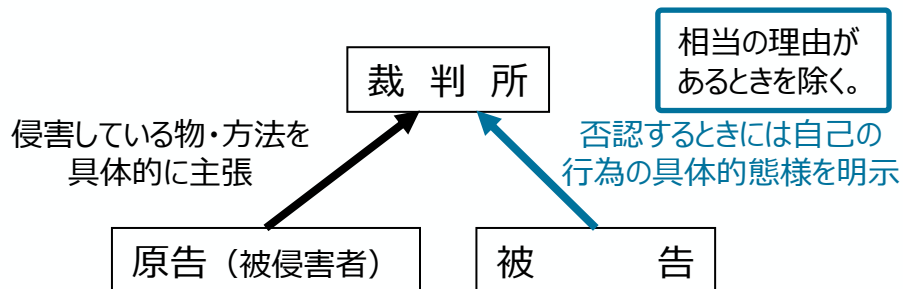 相当の理由が
あるときを除く。
裁 判 所
侵害している物・方法を
具体的に主張
否認するときには自己の
行為の具体的態様を明示
原告（被侵害者）
被　　　告